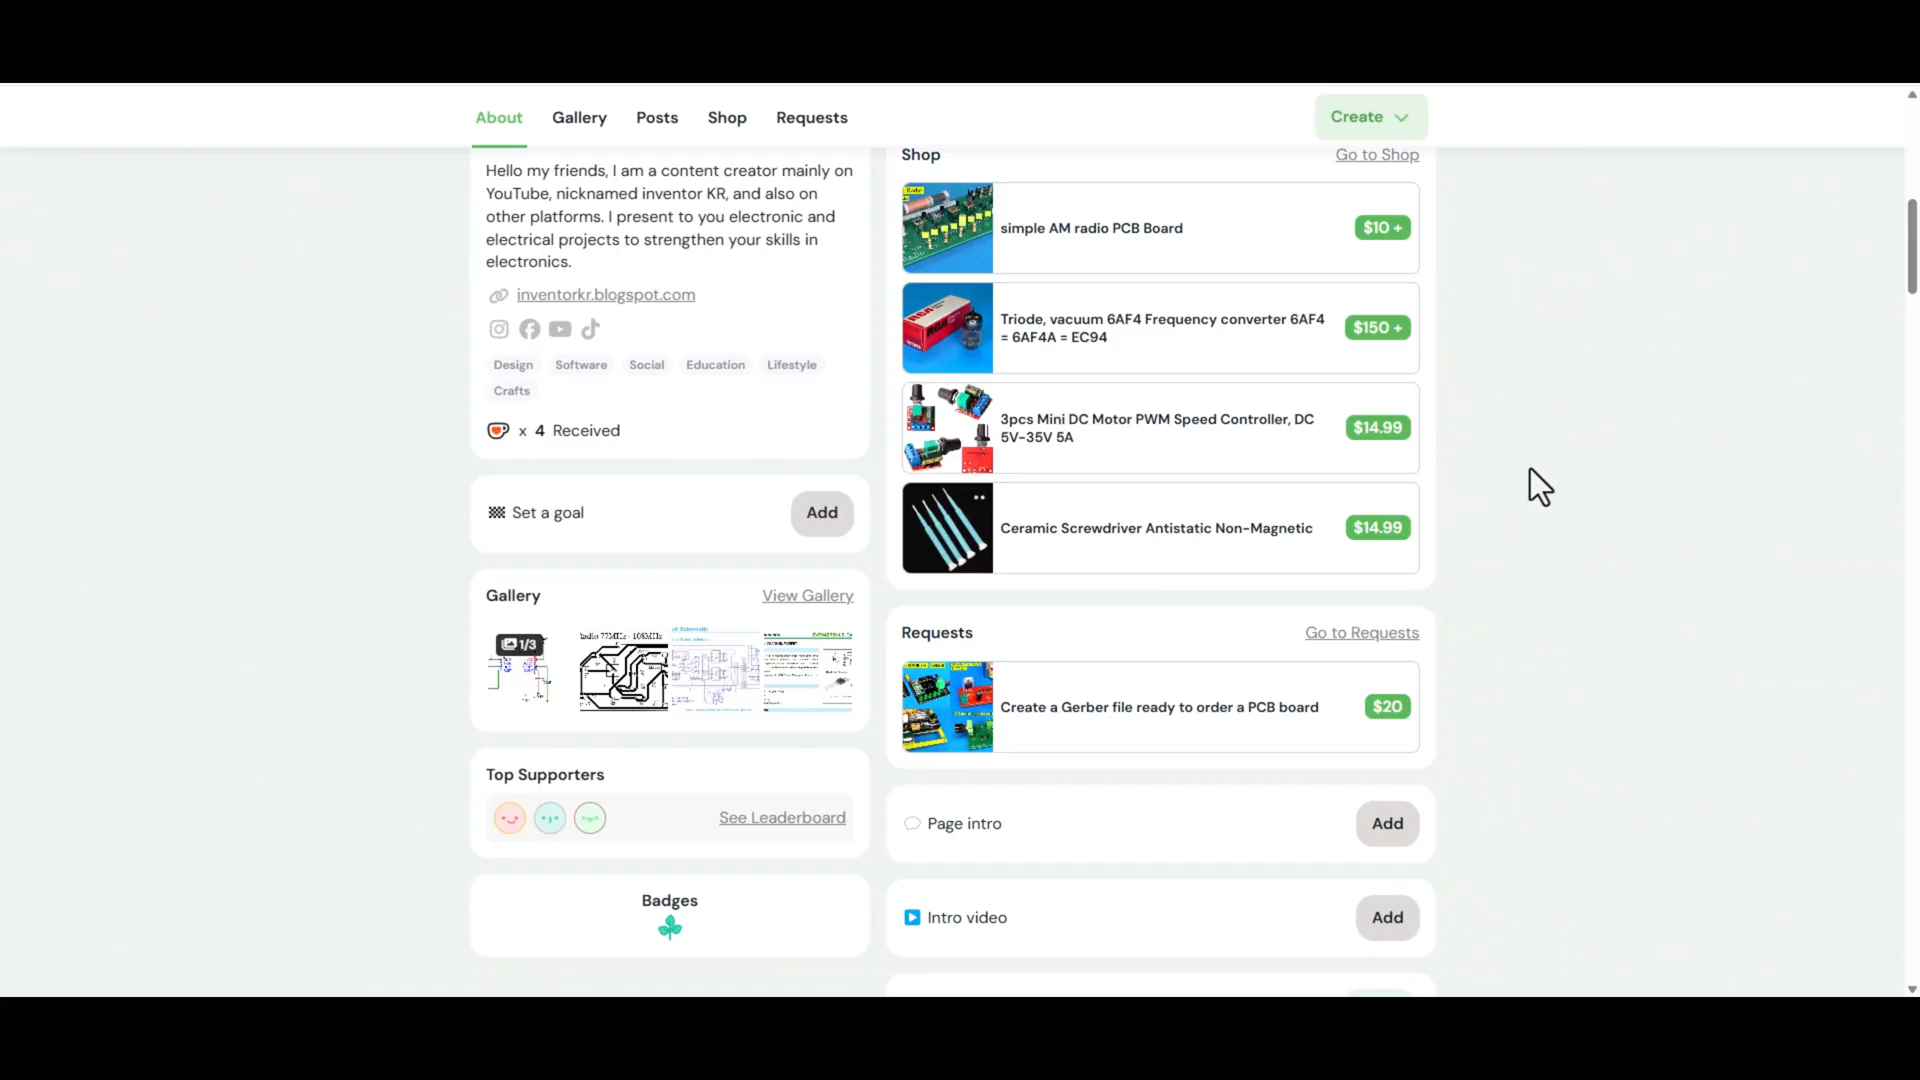 About
Gallery
Posts
Shop
Requests
Create
Hello my friends, I am a content creator mainly on
YouTube, nicknamed inventor KR, and also on
other platforms. I present to you electronic and
electrical projects to strengthen your skills in
electronics.
inventorkr.blogspot.com
Design
Software
Social
Education
Lifestyle
Crafts
x 4 Received
Set a goal
Add
Gallery
View Gallery
1/3
77MHz - 108MHz
Top Supporters
See Leaderboard
Badges
Shop
Go to Shop
simple AM radio PCB Board
$10 +
Triode, vacuum 6AF4 Frequency converter 6AF4
= 6AF4A = EC94
$150 +
3pcs Mini DC Motor PWM Speed Controller, DC
5V-35V 5A
$14.99
Ceramic Screwdriver Antistatic Non-Magnetic
$14.99
Requests
Go to Requests
Create a Gerber file ready to order a PCB board
$20
Page intro
Add
Intro video
Add